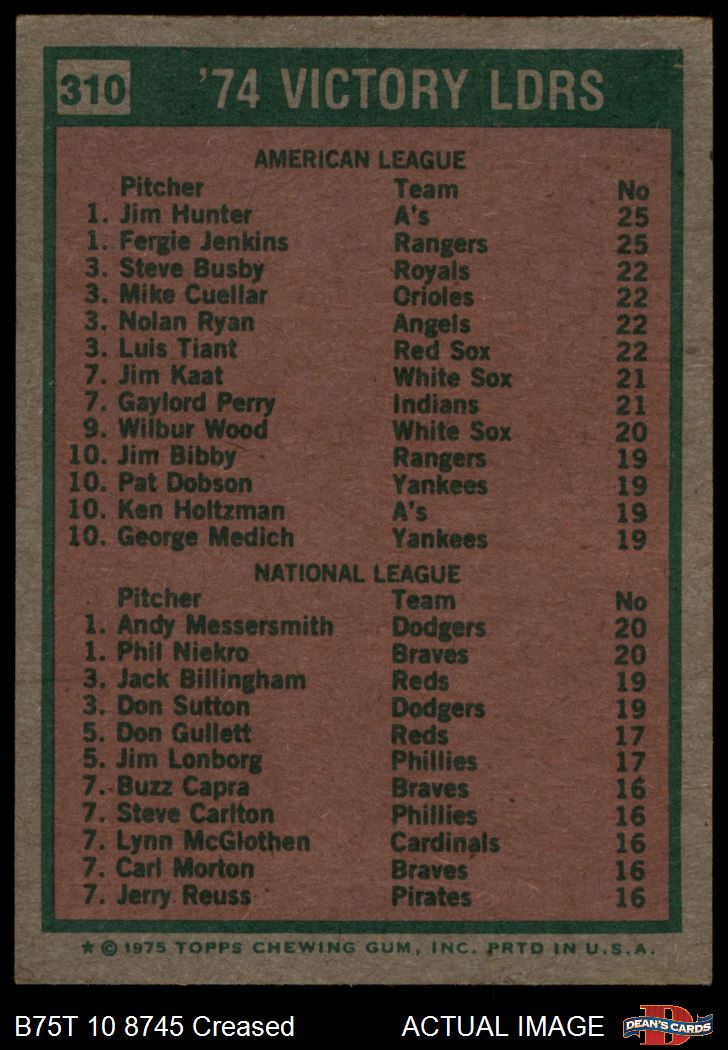 310 '74 VICTORY LDRS
AMERICAN LEAGUE
Pitcher Team No
1. Jim Hunter A's 25
1. Fergie Jenkins Rangers 25
3. Steve Busby Royals 22
3. Mike Cuellar Orioles 22
3. Nolan Ryan Angels 22
3. Luis Tiant Red Sox 22
7. Jim Kaat White Sox 21
7. Gaylord Perry Indians 21
9. Wilbur Wood White Sox 20
10. Jim Bibby Rangers 19
10. Pat Dobson Yankees 19
10. Ken Holtzman A's 19
10. George Medich Yankees 19
NATIONAL LEAGUE
Pitcher Team No
1. Andy Messersmith Dodgers 20
1. Phil Niekro Braves 20
3. Jack Billingham Reds 19
3. Don Sutton Dodgers 19
5. Don Gullett Reds 17
5. Jim Lonborg Phillies 17
7. Buzz Capra Braves 16
7. Steve Carlton Phillies 16
7. Lynn McGlothen Cardinals 16
7. Carl Morton Braves 16
7. Jerry Reuss Pirates 16
★ © 1975 TOPPS CHEWING GUM, INC. PRTD IN U.S.A.
B75T 10 8745 Creased ACTUAL IMAGE D DEAN'S CARDS